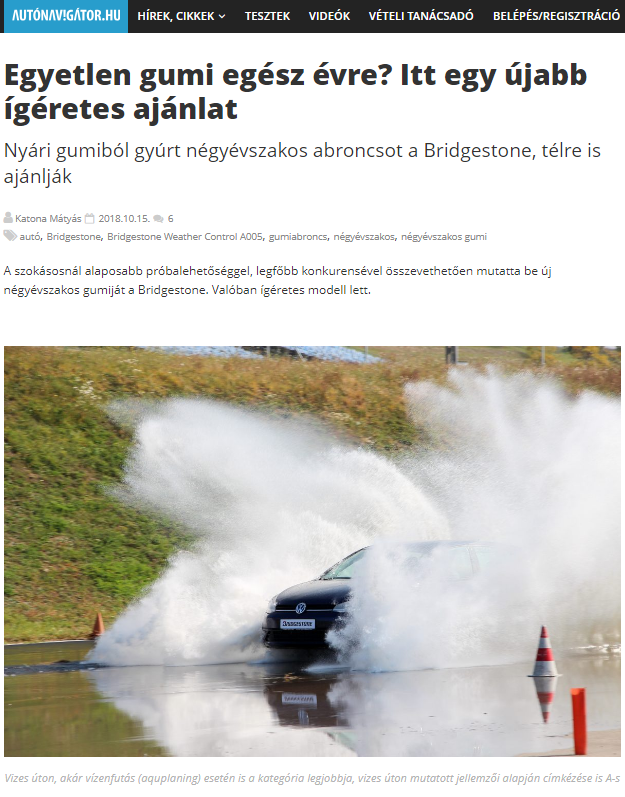 AUTÓNAVIGÁTOR.HU HÍREK, CIKKEK TESZTEK VIDEÓK VÉTELI TANÁCSADÓ BELÉPÉS/REGISZTRÁCIÓ
Egyetlen gumi egész évre? Itt egy újabb
ígéretes ajánlat
Nyári gumiból gyúrt négyévszakos abroncsot a Bridgestone, télre is
ajánlják
Katona Mátyás 2018.10.15. 6
autó, Bridgestone, Bridgestone Weather Control A005, gumiabroncs, négyévszakos, négyévszakos gumi
A szokásosnál alaposabb próbalehetőséggel, legfőbb konkurensével összevethetően mutatta be új
négyévszakos gumiját a Bridgestone. Valóban ígéretes modell lett.
BRIDGESTONE
Vizes úton, akár vízenfutás (aquplaning) esetén is a kategória legjobbja, vizes úton mutatott jellemzői alapján címkézése is A-s